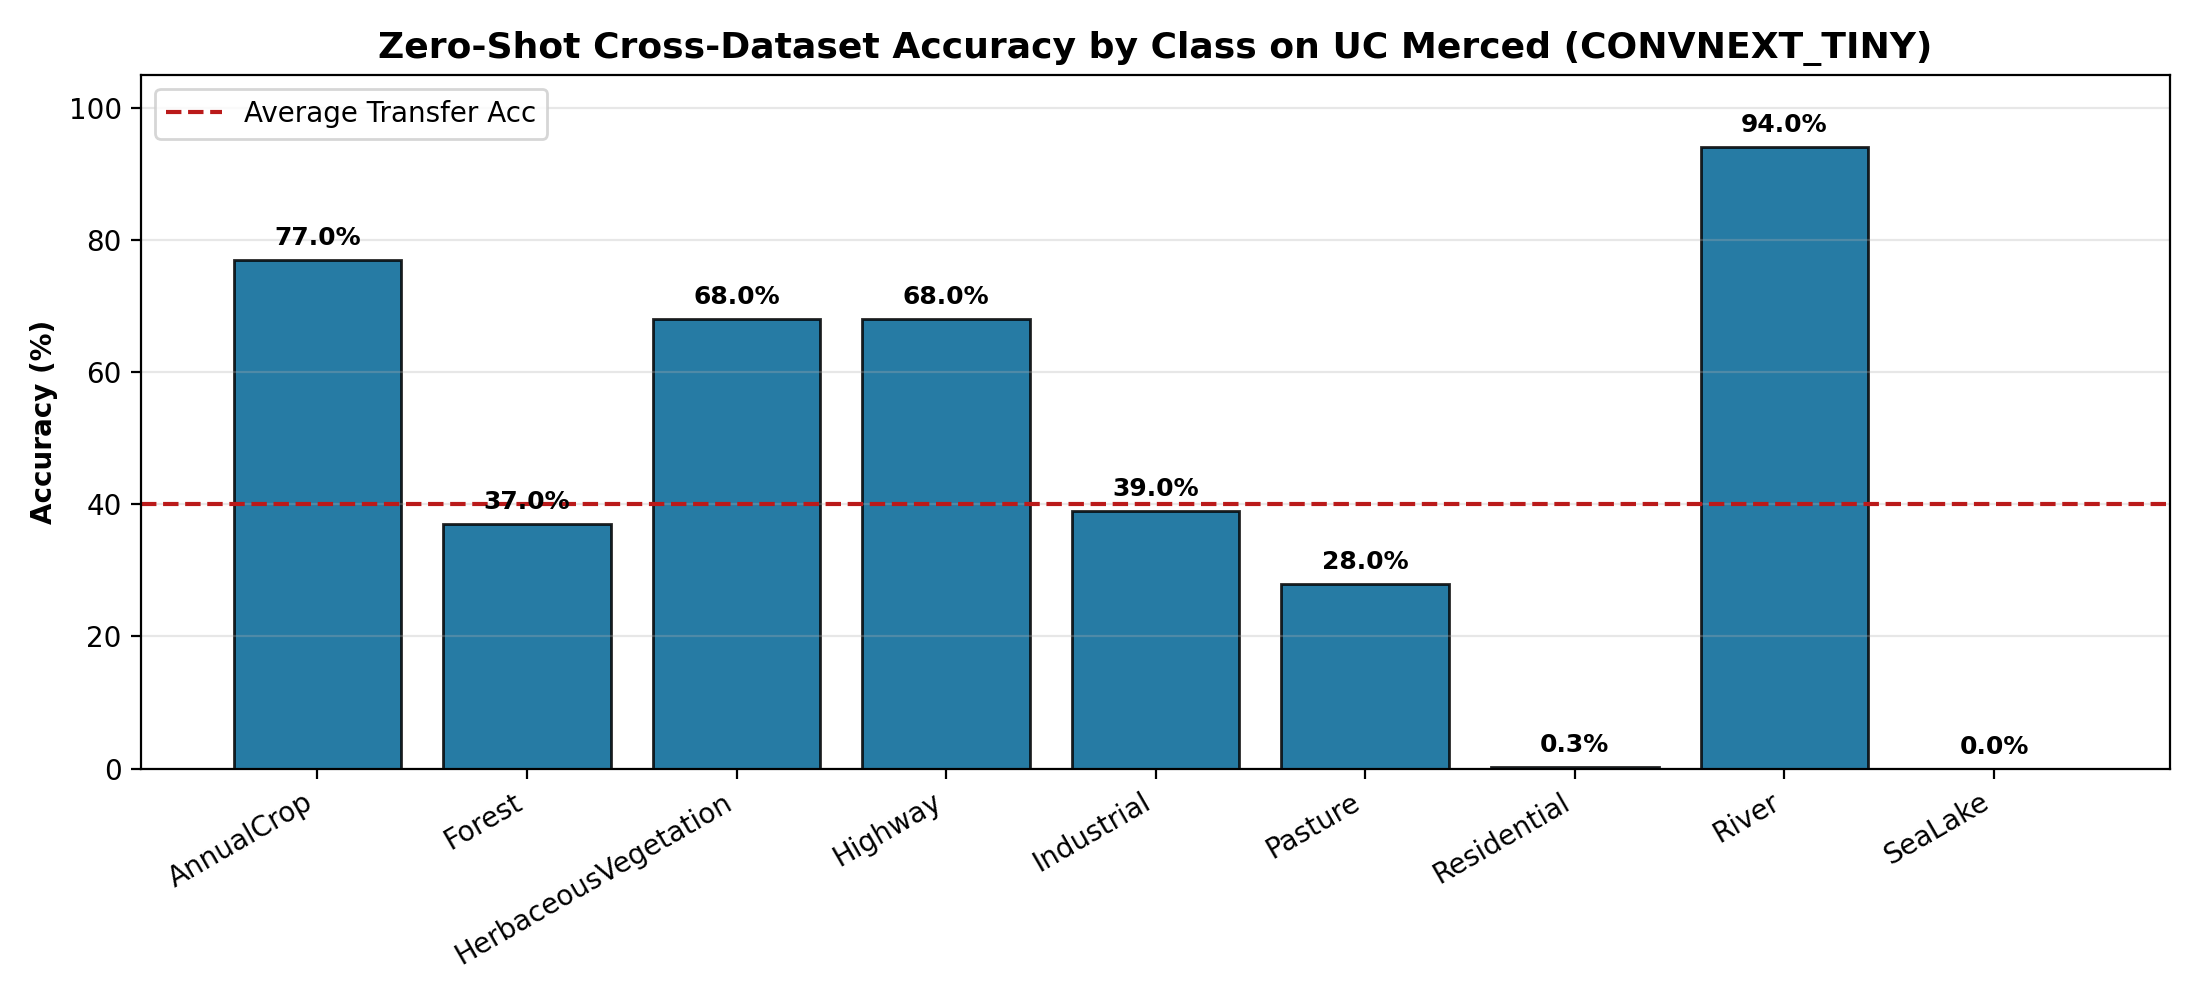 Zero-Shot Cross-Dataset Accuracy by Class on UC Merced (CONVNEXT_TINY)
Average Transfer Acc
Accuracy (%)
100
80
60
40
20
0
77.0%
37.0%
68.0%
68.0%
39.0%
28.0%
0.3%
94.0%
0.0%
AnnualCrop
Forest
HerbaceousVegetation
Highway
Industrial
Pasture
Residential
River
SeaLake